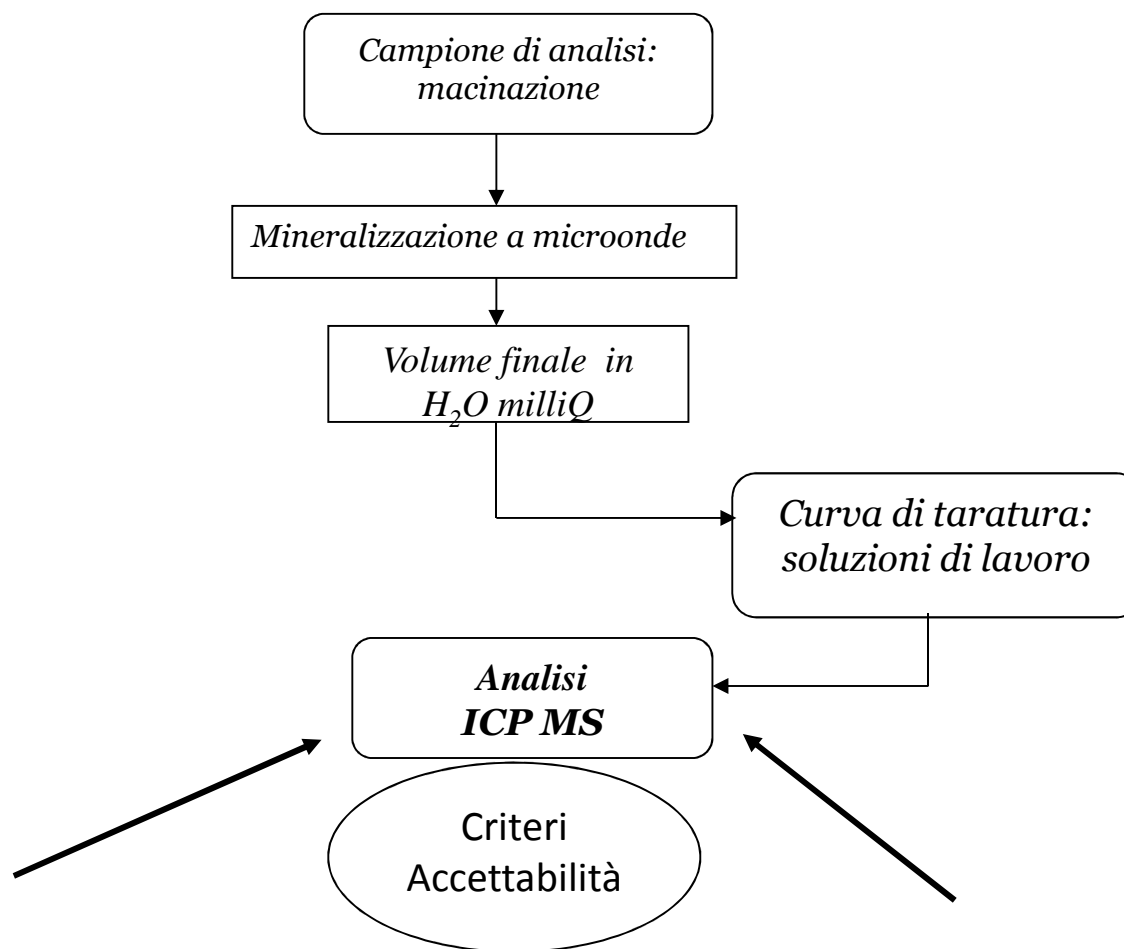 Campione di analisi:
macinazione
Mineralizzazione a microonde
Volume finale in
H₂O milliQ
Curva di taratura:
soluzioni di lavoro
Analisi
ICP MS
Criteri
Accettabilità